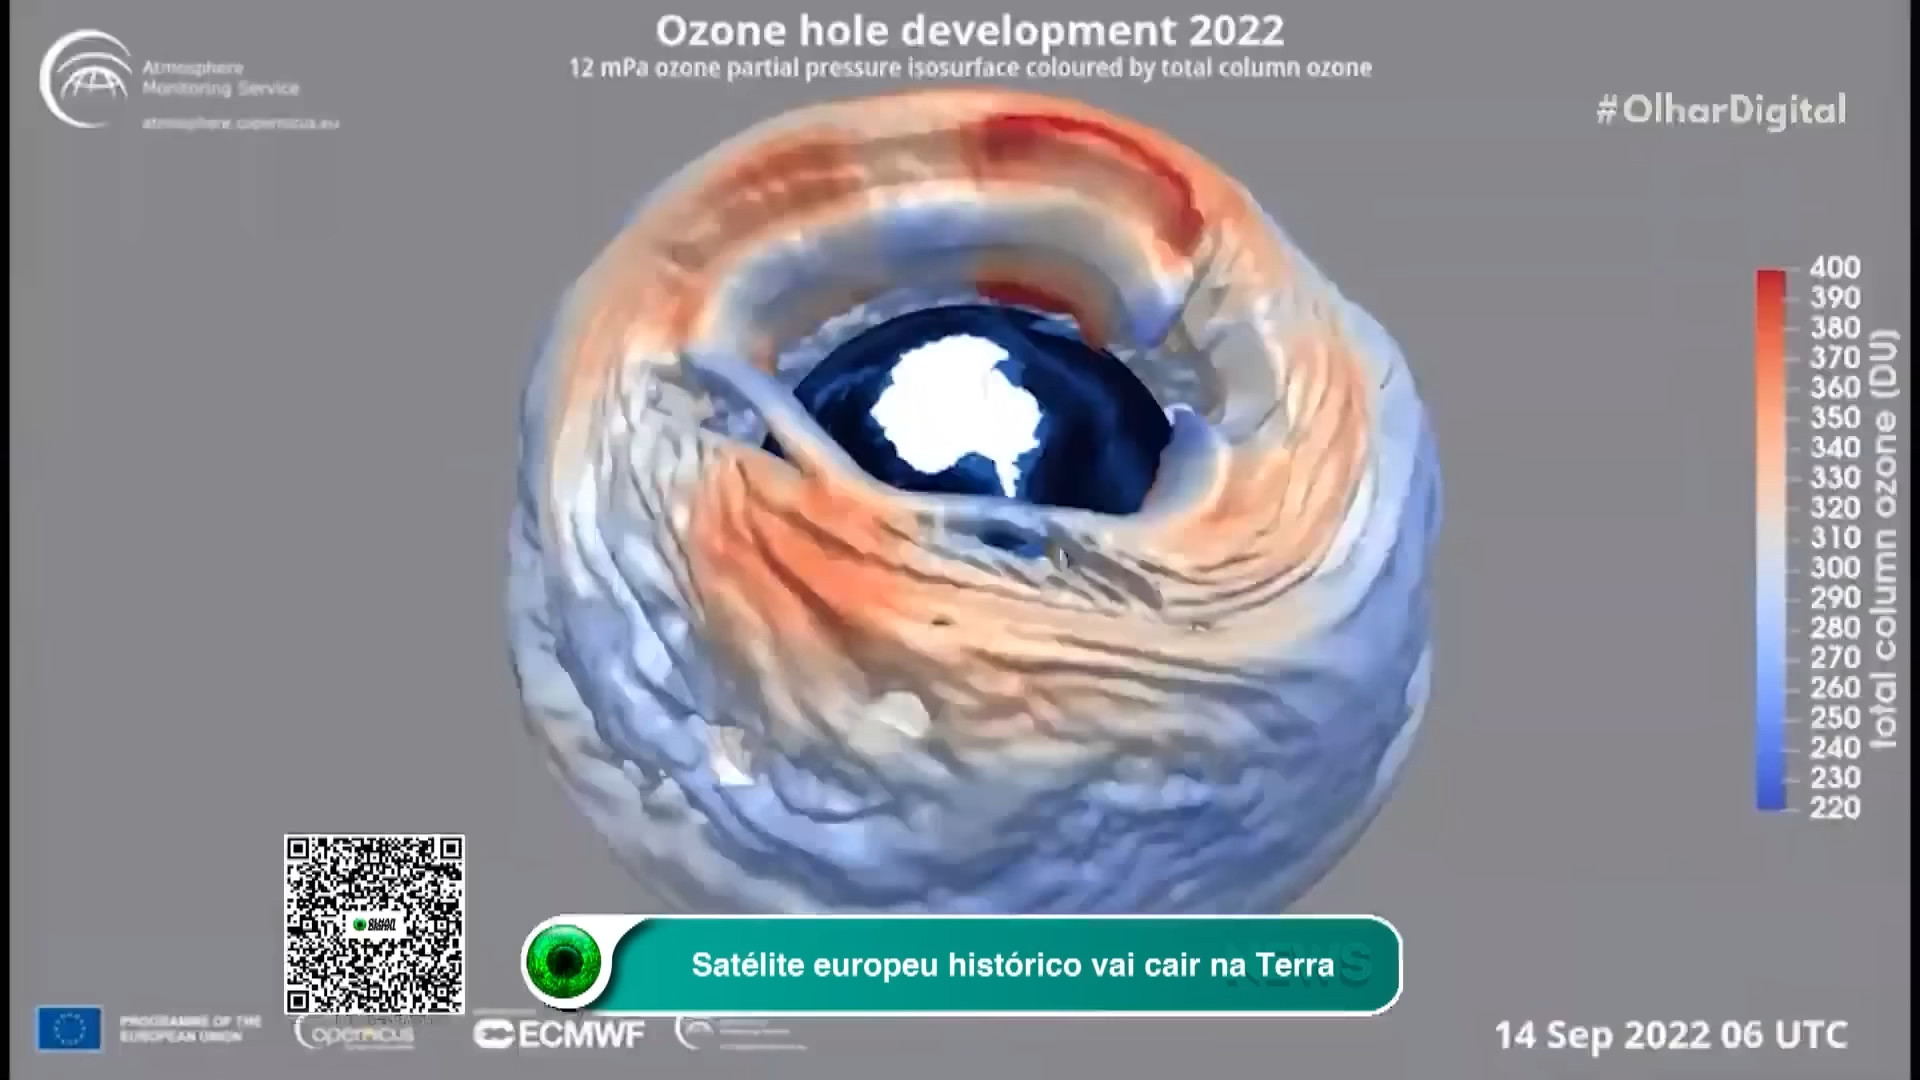 Ozone hole development 2022
12 mPa ozone partial pressure isosurface coloured by total column ozone
Atmosphere
Monitoring Service
atmosphere.copernicus.eu
#OlharDigital
400
390
380
370
360
350
340
330
320
310
300
290
280
270
260
250
240
230
220
total column ozone (DU)
NEWS
Satélite europeu histórico vai cair na Terra
PROGRAMME OF THE
EUROPEAN UNION
opernicus
ECMWF
14 Sep 2022 06 UTC